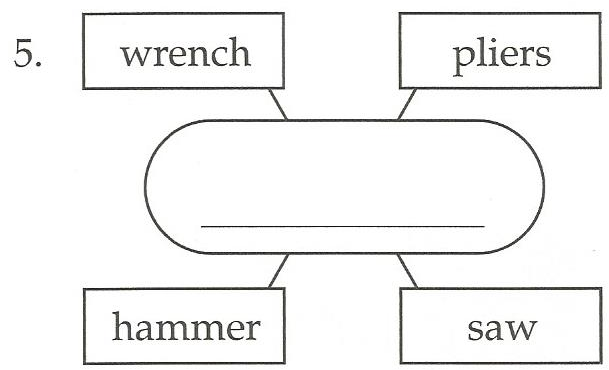 5.
wrench
pliers
hammer
saw